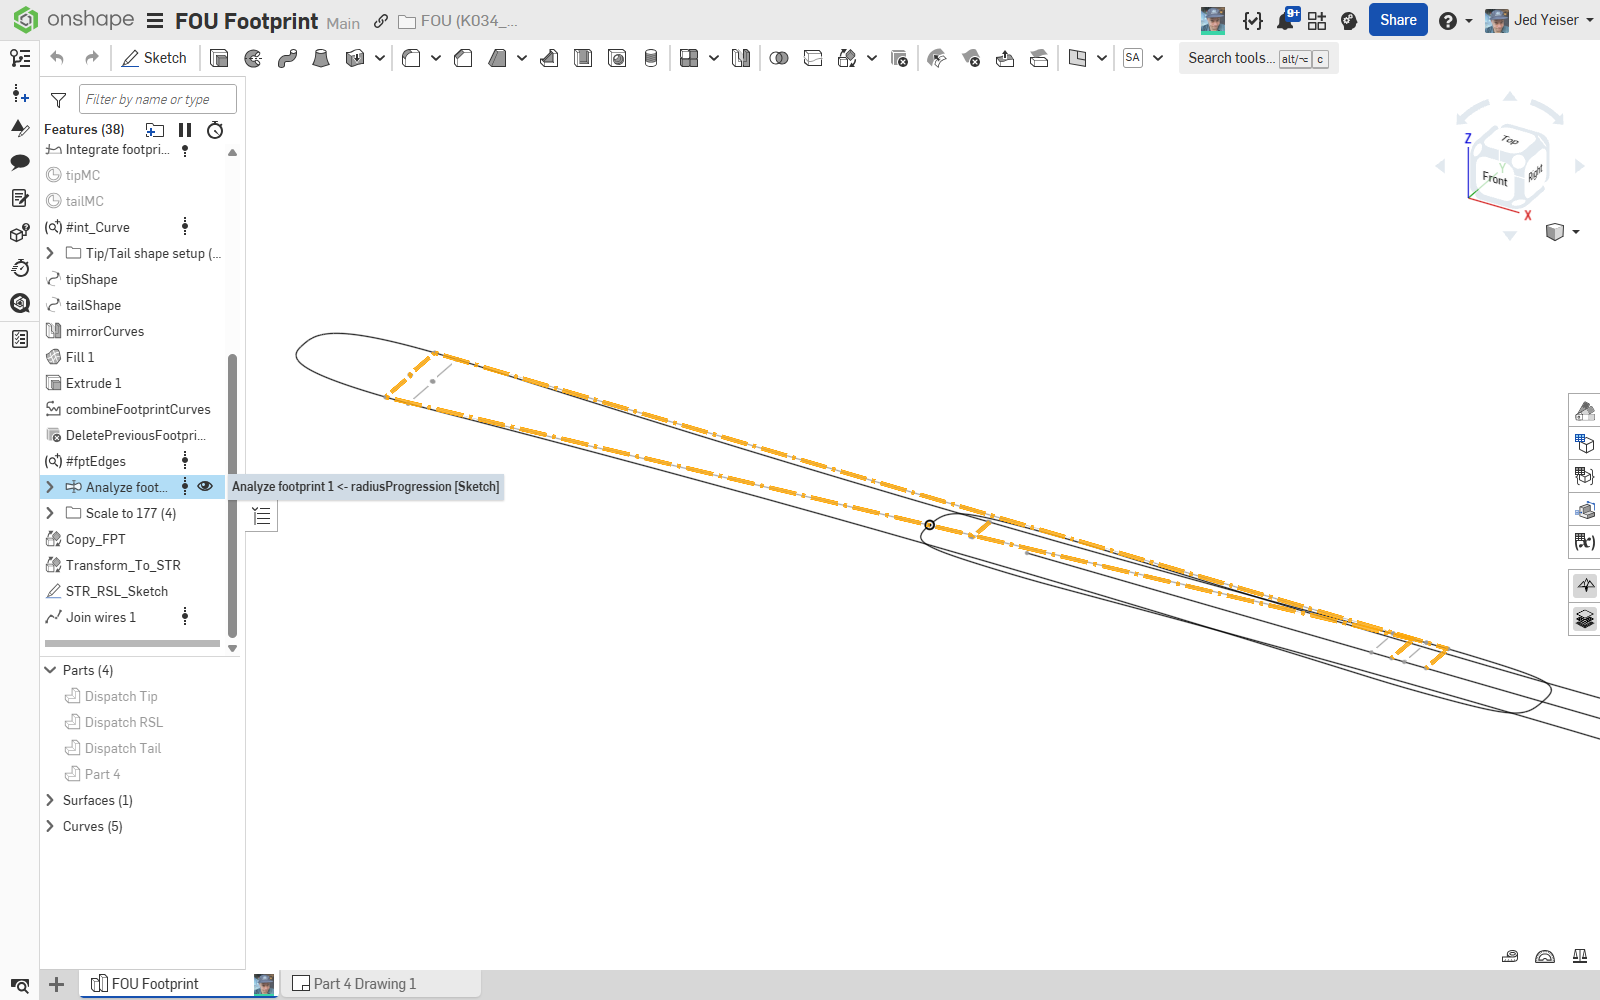 onshape
FOU Footprint Main FOU (K034_...
9+
Share
Jed Yeiser
Sketch
SA
Search tools... alt/⌥ c
Filter by name or type
Features (38)
Integrate footpri...
tipMC
tailMC
#int_Curve
Tip/Tail shape setup (...
tipShape
tailShape
mirrorCurves
Fill 1
Extrude 1
combineFootprintCurves
DeletePreviousFootpri...
#fptEdges
Analyze foot...
Analyze footprint 1 <- radiusProgression [Sketch]
Scale to 177 (4)
Copy_FPT
Transform_To_STR
STR_RSL_Sketch
Join wires 1
Parts (4)
Dispatch Tip
Dispatch RSL
Dispatch Tail
Part 4
Surfaces (1)
Curves (5)
Z
Top
Y
Front
Right
X
FOU Footprint
Part 4 Drawing 1